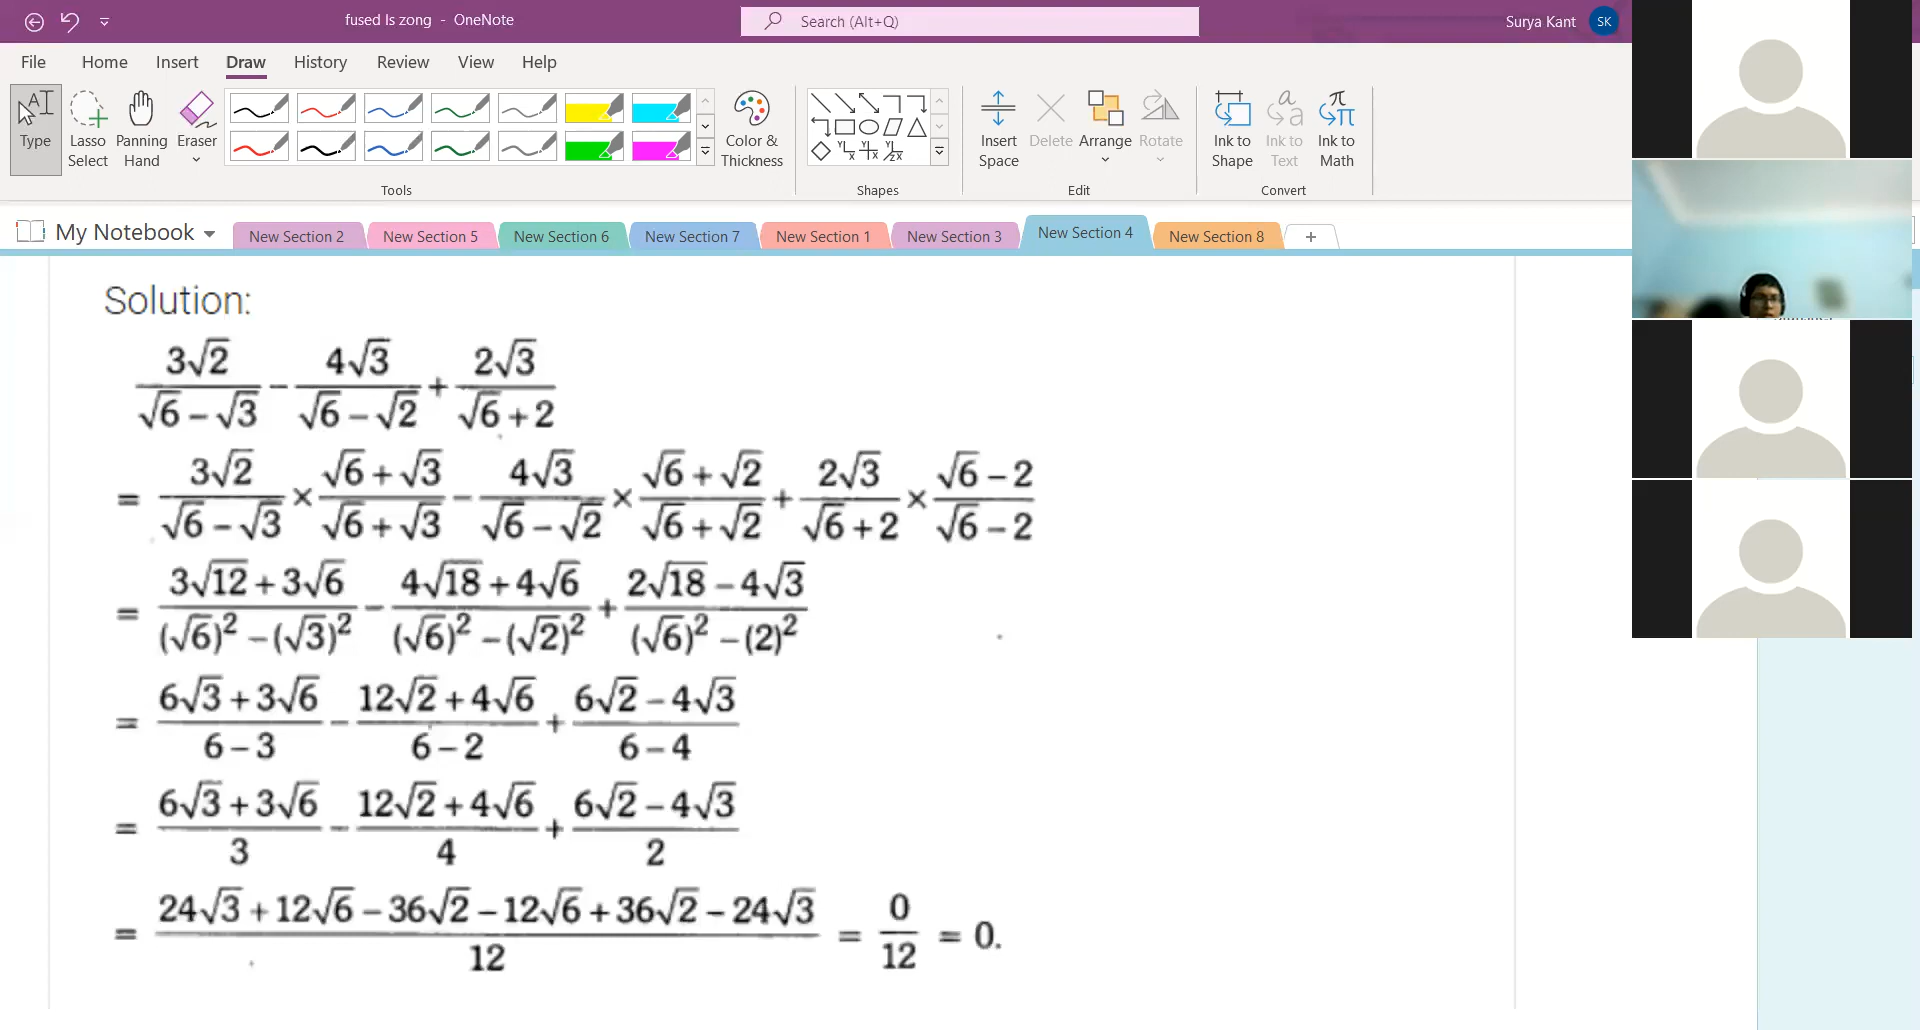 fused Is zong - OneNote
Search (Alt+Q)
Surya Kant SK
File Home Insert Draw History Review View Help
Type
Lasso Select
Panning Hand
Eraser
Color & Thickness
Insert Space
Delete
Arrange
Rotate
Ink to Shape
Ink to Text
Ink to Math
Tools Shapes Edit Convert
My Notebook New Section 2 New Section 5 New Section 6 New Section 7 New Section 1 New Section 3 New Section 4 New Section 8 +
Solution:
3√2/(√6 − √3) − 4√3/(√6 − √2) + 2√3/(√6 + 2)
= 3√2/(√6 − √3) × (√6 + √3)/(√6 + √3) − 4√3/(√6 − √2) × (√6 + √2)/(√6 + √2) + 2√3/(√6 + 2) × (√6 − 2)/(√6 − 2)
= (3√12 + 3√6)/((√6)² − (√3)²) − (4√18 + 4√6)/((√6)² − (√2)²) + (2√18 − 4√3)/((√6)² − (2)²)
= (6√3 + 3√6)/(6 − 3) − (12√2 + 4√6)/(6 − 2) + (6√2 − 4√3)/(6 − 4)
= (6√3 + 3√6)/3 − (12√2 + 4√6)/4 + (6√2 − 4√3)/2
= (24√3 + 12√6 − 36√2 − 12√6 + 36√2 − 24√3)/12 = 0/12 = 0.